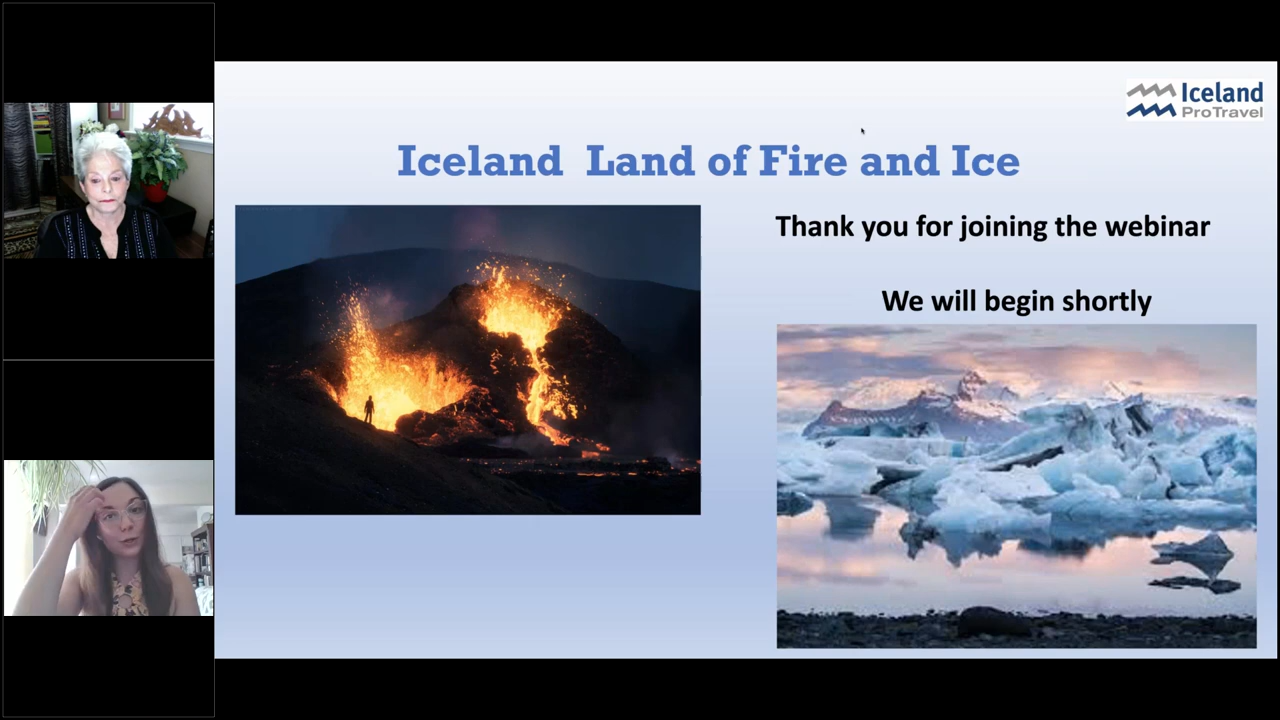 Iceland
ProTravel
Iceland  Land of Fire and Ice
Thank you for joining the webinar
We will begin shortly